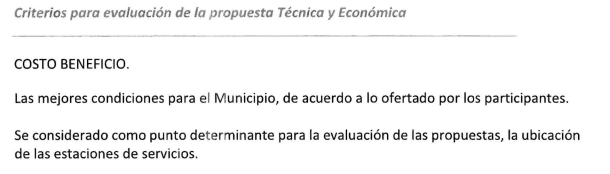 Criterios para evaluación de la propuesta Técnica y Económica
COSTO BENEFICIO.
Las mejores condiciones para el Municipio, de acuerdo a lo ofertado por los participantes.
Se considerado como punto determinante para la evaluación de las propuestas, la ubicación
de las estaciones de servicios.